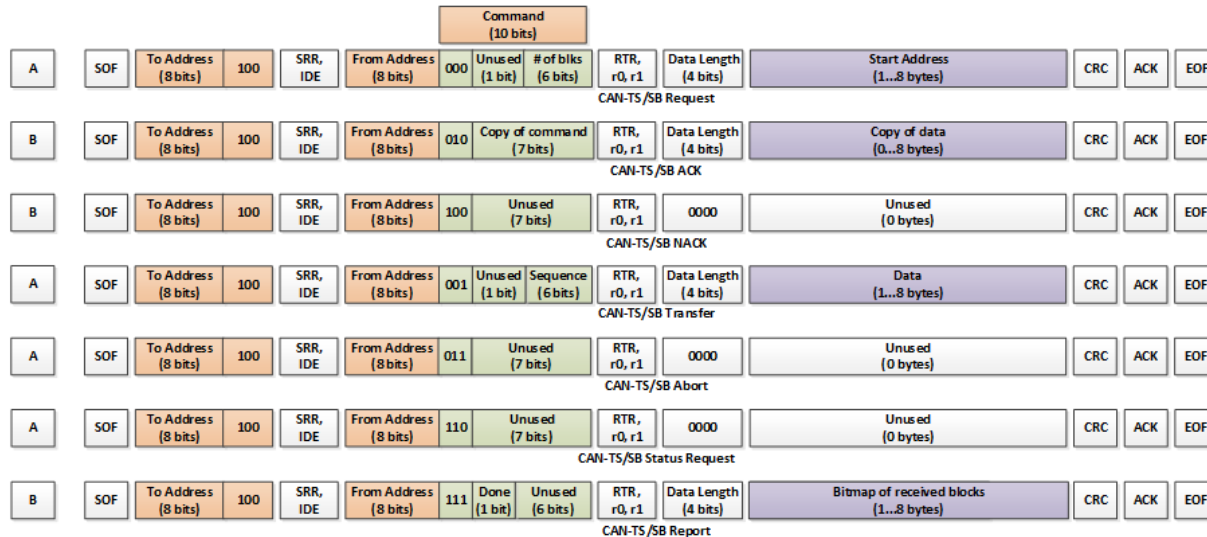 Command
(10 bits)
A SOF To Address (8 bits) 100 SRR, IDE From Address (8 bits) 000 Unused (1 bit) # of blks (6 bits) RTR, r0, r1 Data Length (4 bits) Start Address (1...8 bytes) CRC ACK EOF
CAN-TS/SB Request
B SOF To Address (8 bits) 100 SRR, IDE From Address (8 bits) 010 Copy of command (7 bits) RTR, r0, r1 Data Length (4 bits) Copy of data (0...8 bytes) CRC ACK EOF
CAN-TS/SB ACK
B SOF To Address (8 bits) 100 SRR, IDE From Address (8 bits) 100 Unused (7 bits) RTR, r0, r1 0000 Unused (0 bytes) CRC ACK EOF
CAN-TS/SB NACK
A SOF To Address (8 bits) 100 SRR, IDE From Address (8 bits) 001 Unused (1 bit) Sequence (6 bits) RTR, r0, r1 Data Length (4 bits) Data (1...8 bytes) CRC ACK EOF
CAN-TS/SB Transfer
A SOF To Address (8 bits) 100 SRR, IDE From Address (8 bits) 011 Unused (7 bits) RTR, r0, r1 0000 Unused (0 bytes) CRC ACK EOF
CAN-TS/SB Abort
A SOF To Address (8 bits) 100 SRR, IDE From Address (8 bits) 110 Unused (7 bits) RTR, r0, r1 0000 Unused (0 bytes) CRC ACK EOF
CAN-TS/SB Status Request
B SOF To Address (8 bits) 100 SRR, IDE From Address (8 bits) 111 Done (1 bit) Unused (6 bits) RTR, r0, r1 Data Length (4 bits) Bitmap of received blocks (1...8 bytes) CRC ACK EOF
CAN-TS/SB Report